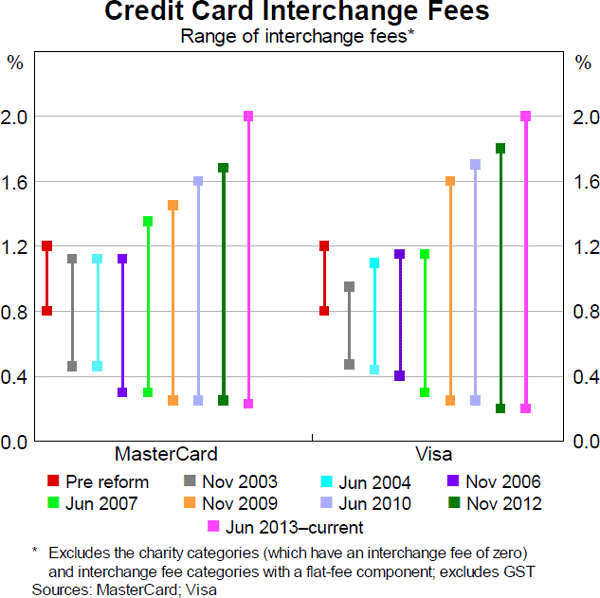 Credit Card Interchange Fees
Range of interchange fees*
% %
2.0 2.0
1.6 1.6
1.2 1.2
0.8 0.8
0.4 0.4
0.0 0.0
MasterCard Visa
Pre reform Nov 2003 Jun 2004 Nov 2006
Jun 2007 Nov 2009 Jun 2010 Nov 2012
Jun 2013–current
* Excludes the charity categories (which have an interchange fee of zero)
and interchange fee categories with a flat-fee component; excludes GST
Sources: MasterCard; Visa